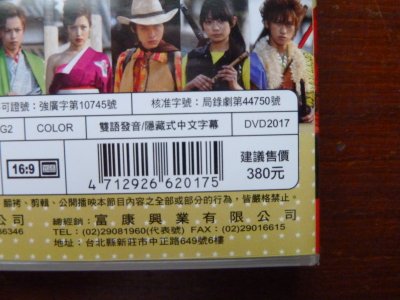 可證號：強廣字第10745號
核准字號：局錄劇第44750號
G2
COLOR
雙語發音/隱藏式中文字幕
DVD2017
16:9
建議售價
380元
4 712926 620175
翻拷、剪輯、公開播映本節目內容之全部或部分的行為，皆屬嚴禁！
公司
總經銷：富康興業有限公司
36346
TEL：(02)29081960(代表號) FAX：(02)29016615
地址：台北縣新莊市中正路649號6樓